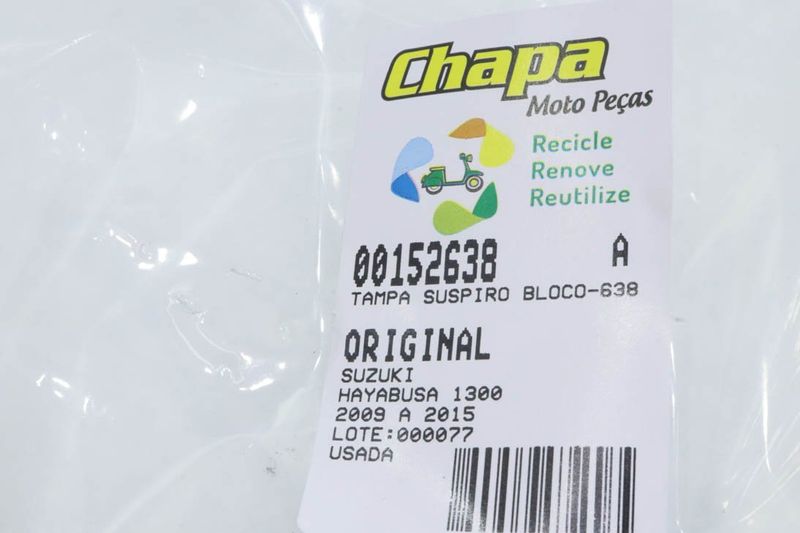 Chapa
Moto Peças
Recicle
Renove
Reutilize
00152638 A
TAMPA SUSPIRO BLOCO-638
ORIGINAL
SUZUKI
HAYABUSA 1300
2009 A 2015
LOTE:000077
USADA